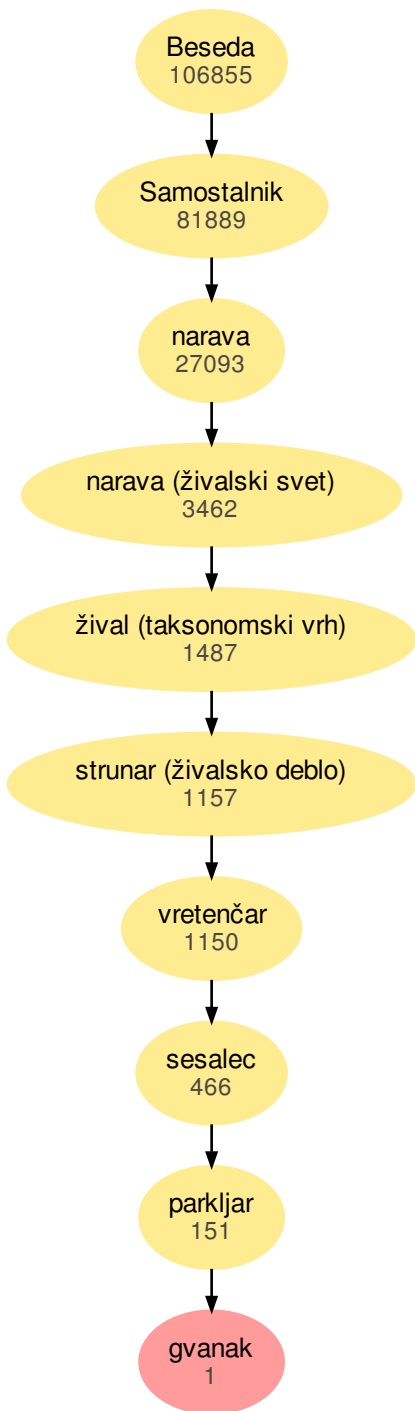 Beseda
106855
Samostalnik
81889
narava
27093
narava (živalski svet)
3462
žival (taksonomski vrh)
1487
strunar (živalsko deblo)
1157
vretenčar
1150
sesalec
466
parkljar
151
gvanak
1